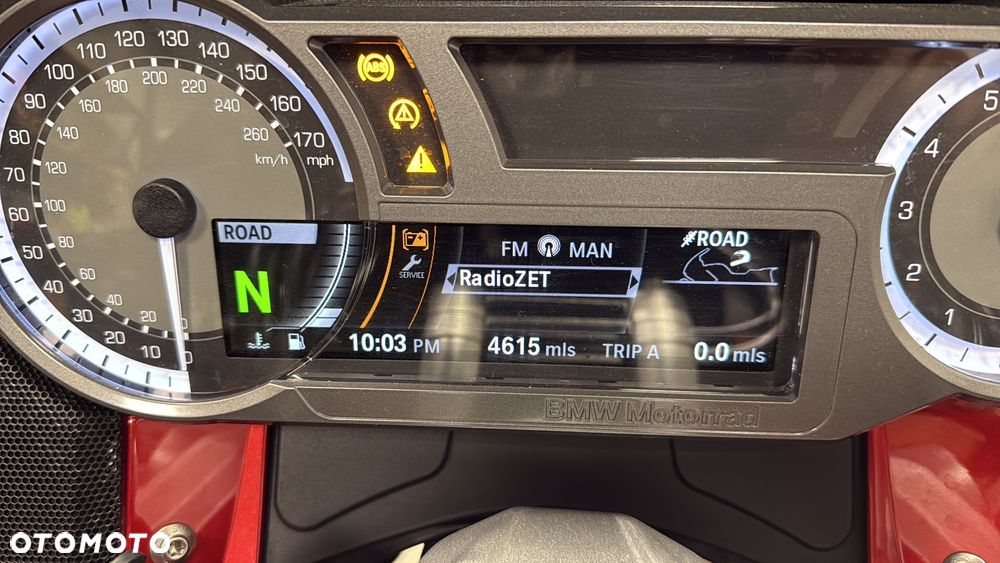 110 120 130 140
100 150
90 160
80 170
70 mph
60
50
40
30
20
10
0
180 200 220
160 240
140 260
120 km/h
100
80
60
40
20
0
ABS
ROAD
N
SERVICE
FM MAN
RadioZET
ROAD
10:03 PM 4615 mls TRIP A 0.0 mls
5
4
3
2
1
BMW Motorrad
OTOMOTO